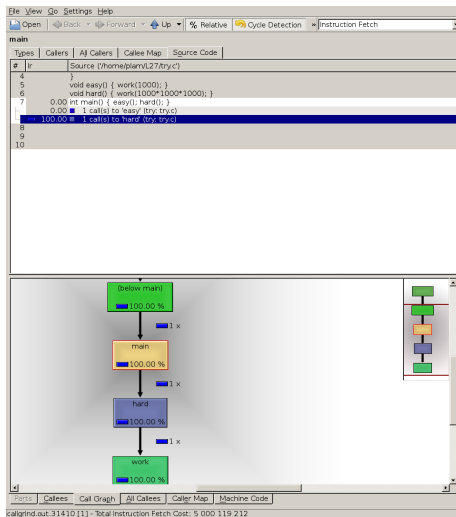 File View Go Settings Help
Open Back Forward Up % Relative Cycle Detection » Instruction Fetch
main
Types Callers All Callers Callee Map Source Code
# Ir Source ('/home/plam/L27/try.c')
4 }
5 void easy() { work(1000); }
6 void hard() { work(1000*1000*1000); }
7 0.00 int main() { easy(); hard(); }
0.00 1 call(s) to 'easy' (try: try.c)
100.00 1 call(s) to 'hard' (try: try.c)
8
9
10
(below main)
100.00 %
1 x
main
100.00 %
1 x
hard
100.00 %
1 x
work
100.00 %
Parts Callees Call Graph All Callees Caller Map Machine Code
callgrind.out.31410 [1] - Total Instruction Fetch Cost: 5 000 119 212